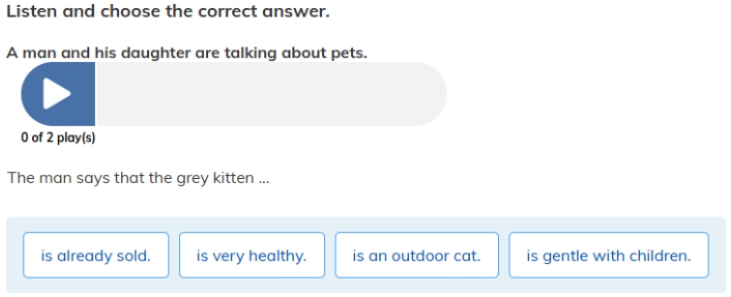 Listen and choose the correct answer.
A man and his daughter are talking about pets.
0 of 2 play(s)
The man says that the grey kitten ...
is already sold.
is very healthy.
is an outdoor cat.
is gentle with children.